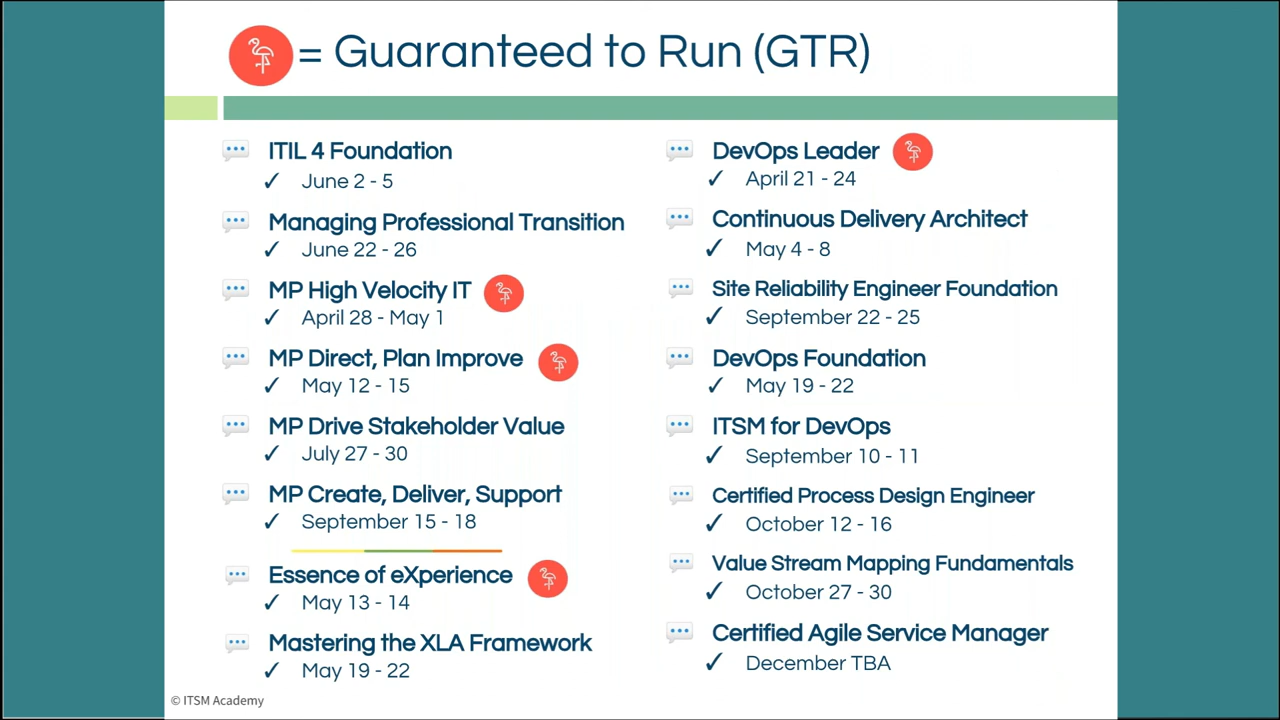 = Guaranteed to Run (GTR)
ITIL 4 Foundation
✓ June 2 - 5
Managing Professional Transition
✓ June 22 - 26
MP High Velocity IT
✓ April 28 - May 1
MP Direct, Plan Improve
✓ May 12 - 15
MP Drive Stakeholder Value
✓ July 27 - 30
MP Create, Deliver, Support
✓ September 15 - 18
Essence of eXperience
✓ May 13 - 14
Mastering the XLA Framework
✓ May 19 - 22
DevOps Leader
✓ April 21 - 24
Continuous Delivery Architect
✓ May 4 - 8
Site Reliability Engineer Foundation
✓ September 22 - 25
DevOps Foundation
✓ May 19 - 22
ITSM for DevOps
✓ September 10 - 11
Certified Process Design Engineer
✓ October 12 - 16
Value Stream Mapping Fundamentals
✓ October 27 - 30
Certified Agile Service Manager
✓ December TBA
© ITSM Academy